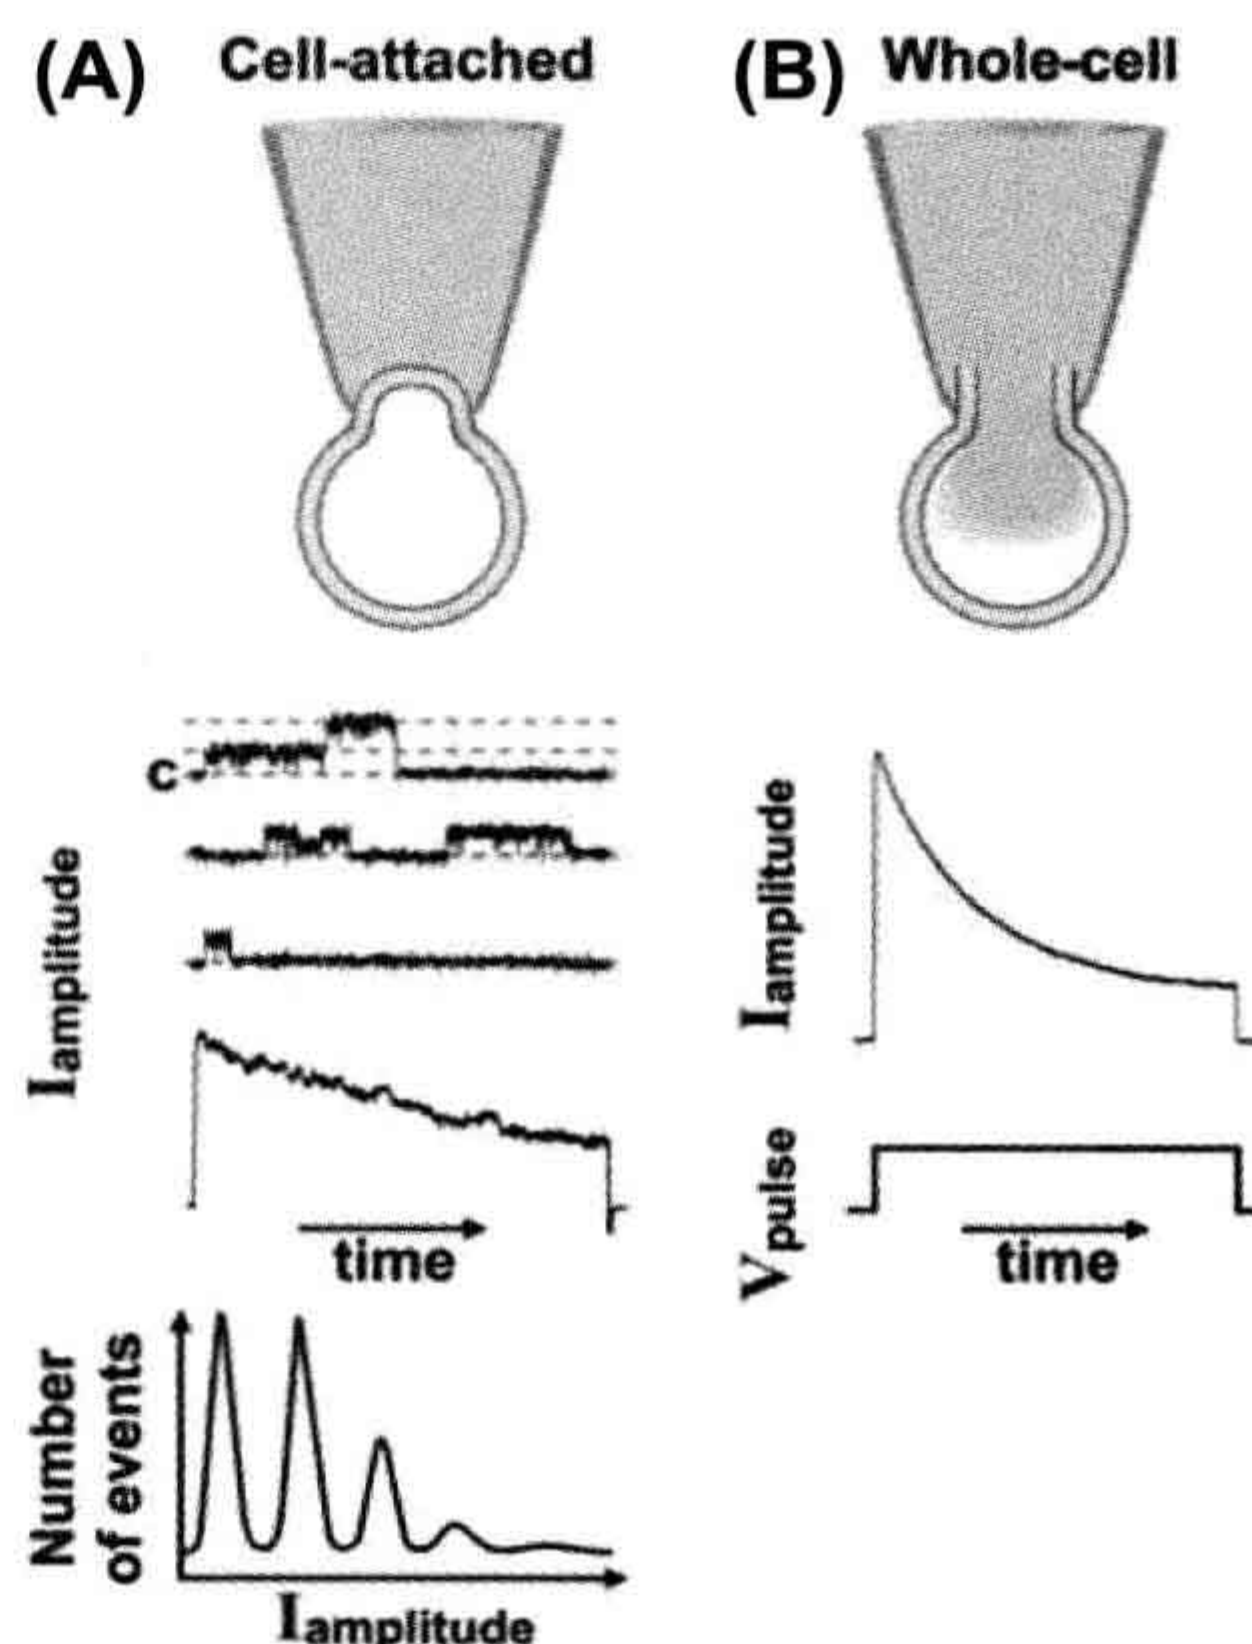 (A) Cell-attached
(B) Whole-cell
c
Iamplitude
time
Number
of events
Iamplitude
Iamplitude
Vpulse
time